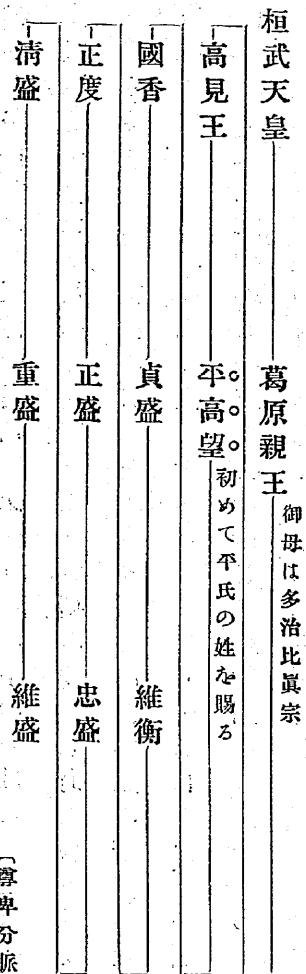 桓武天皇 葛原親王 御母は多治比眞宗
高見王 平高望 初めて平氏の姓を賜る
國香 貞盛 維衡
正度 正盛 忠盛
淸盛 重盛 維盛
〔尊卑分脈